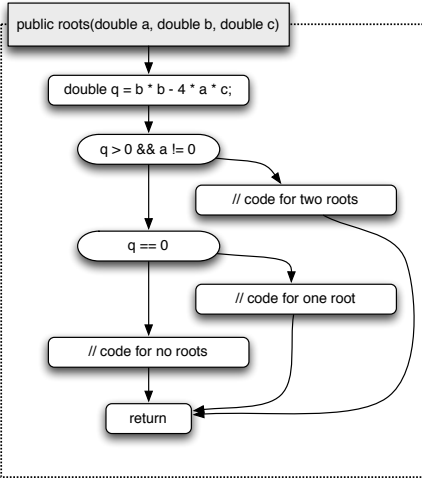 public roots(double a, double b, double c)
double q = b * b - 4 * a * c;
q > 0 && a != 0
// code for two roots
q == 0
// code for one root
// code for no roots
return